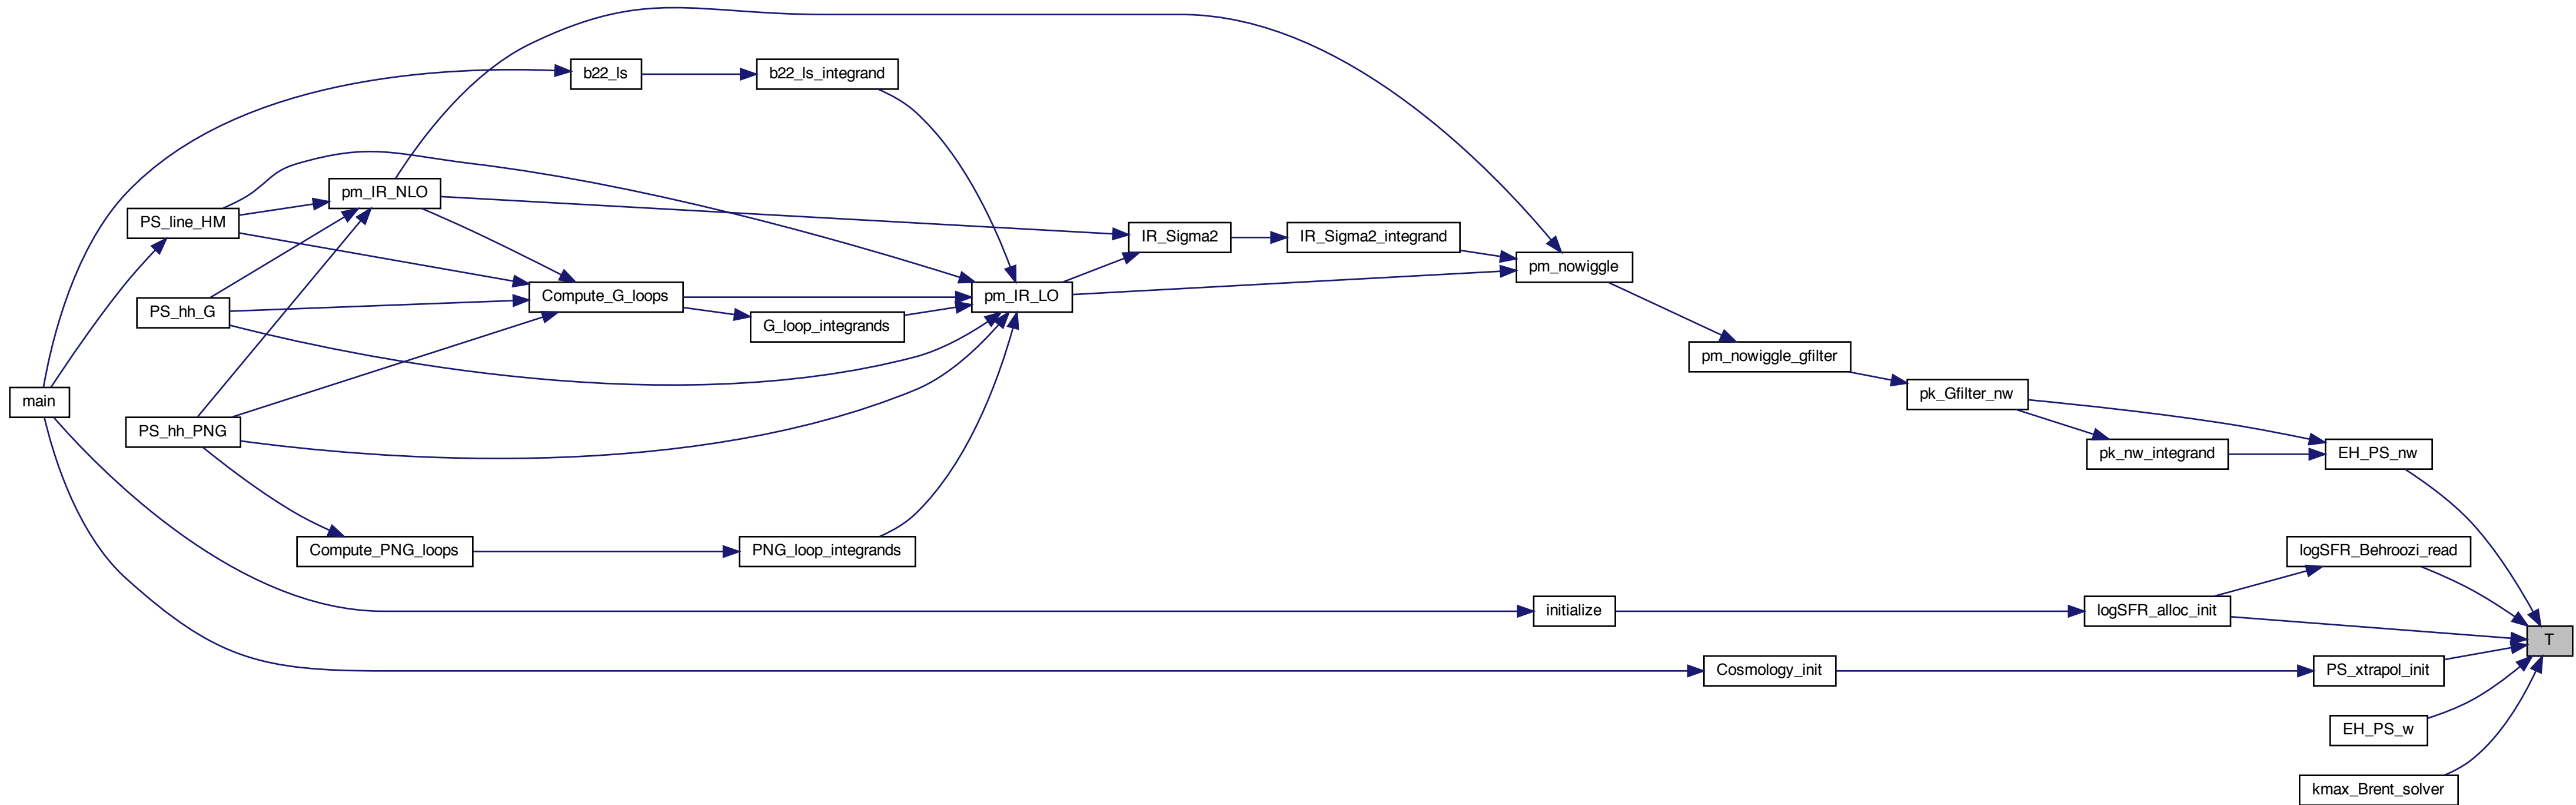 b22_ls
b22_ls_integrand
pm_IR_NLO
PS_line_HM
IR_Sigma2
IR_Sigma2_integrand
pm_nowiggle
Compute_G_loops
pm_IR_LO
PS_hh_G
G_loop_integrands
pm_nowiggle_gfilter
main
pk_Gfilter_nw
PS_hh_PNG
pk_nw_integrand
EH_PS_nw
Compute_PNG_loops
PNG_loop_integrands
logSFR_Behroozi_read
initialize
logSFR_alloc_init
T
Cosmology_init
PS_xtrapol_init
EH_PS_w
kmax_Brent_solver